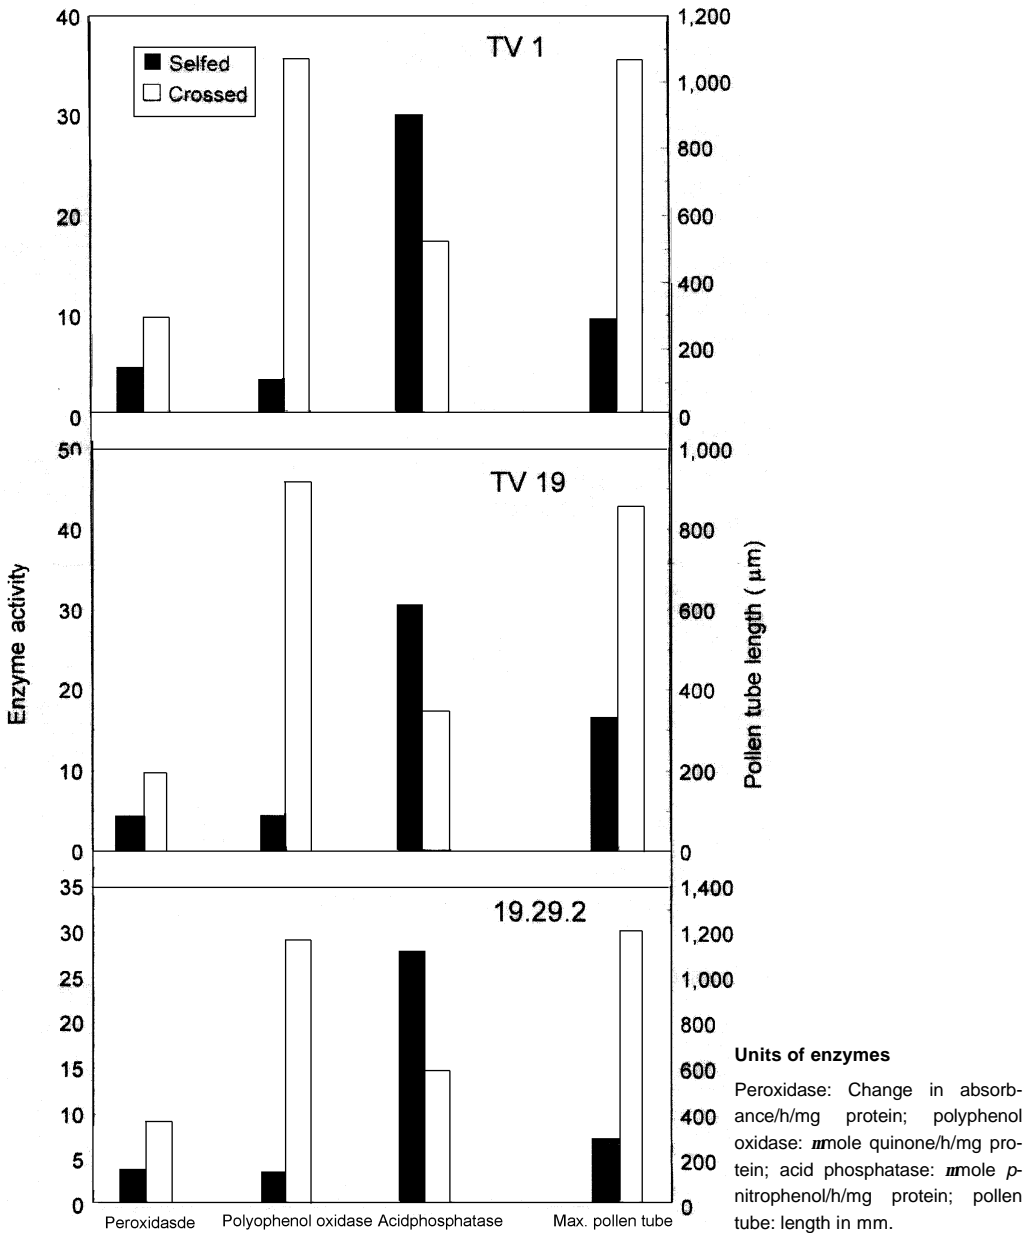 40
30
20
10
0
TV 1
Selfed
Crossed
1,200
1,000
800
600
400
200
0
50
40
30
20
10
0
TV 19
1,000
800
600
400
200
0
Enzyme activity
Pollen tube length ( μm)
35
30
25
20
15
10
5
0
19.29.2
1,400
1,200
1,000
800
600
400
200
0
Peroxidasde Polyophenol oxidase Acidphosphatase Max. pollen tube
Units of enzymes
Peroxidase: Change in absorb-
ance/h/mg protein; polyphenol
oxidase: mmole quinone/h/mg pro-
tein; acid phosphatase: mmole p-
nitrophenol/h/mg protein; pollen
tube: length in mm.